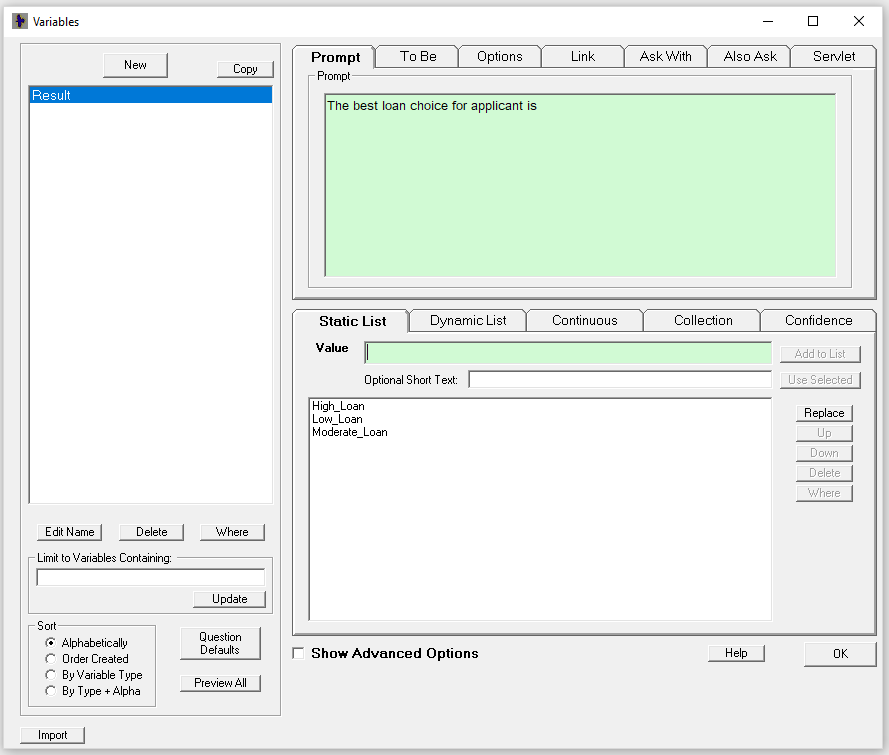 Variables
New
Copy
Result
Edit Name
Delete
Where
Limit to Variables Containing:
Update
Sort
Alphabetically
Order Created
By Variable Type
By Type + Alpha
Question
Defaults
Preview All
Import
Prompt
To Be
Options
Link
Ask With
Also Ask
Servlet
Prompt
The best loan choice for applicant is
Static List
Dynamic List
Continuous
Collection
Confidence
Value
Add to List
Optional Short Text:
Use Selected
High_Loan
Low_Loan
Moderate_Loan
Replace
Up
Down
Delete
Where
Show Advanced Options
Help
OK